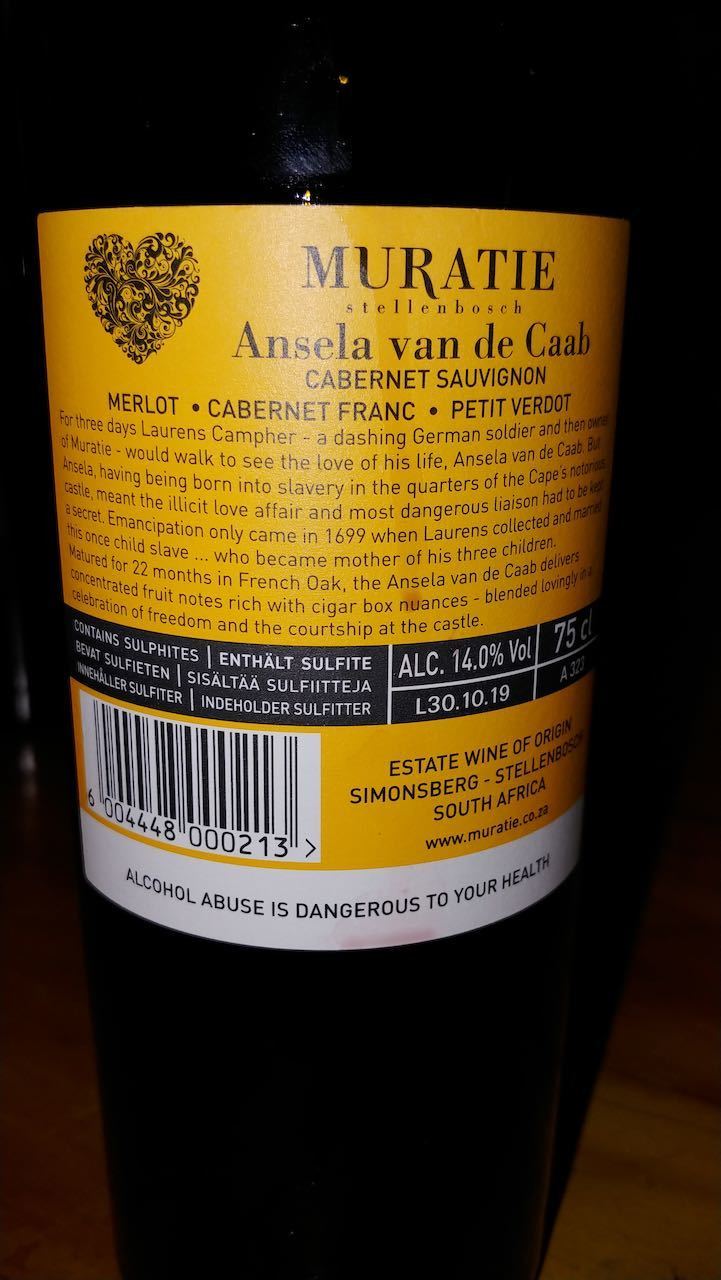 MURATIE
stellenbosch
Ansela van de Caab
CABERNET SAUVIGNON
MERLOT • CABERNET FRANC • PETIT VERDOT
For three days Laurens Campher - a dashing German soldier and then owner
of Muratie - would walk to see the love of his life, Ansela van de Caab. But
Ansela, having being born into slavery in the quarters of the Cape's notorious
castle, meant the illicit love affair and most dangerous liaison had to be kept
a secret. Emancipation only came in 1699 when Laurens collected and married
this once child slave ... who became mother of his three children.
Matured for 22 months in French Oak, the Ansela van de Caab delivers
concentrated fruit notes rich with cigar box nuances - blended lovingly in a
celebration of freedom and the courtship at the castle.
CONTAINS SULPHITES | ENTHÄLT SULFITE
BEVAT SULFIETEN | SISÄLTÄÄ SULFIITTEJA
INNEHÅLLER SULFITER | INDEHOLDER SULFITTER
ALC. 14.0% Vol
75 cl
L30.10.19
A 323
6 004448 000213 >
ESTATE WINE OF ORIGIN
SIMONSBERG - STELLENBOSCH
SOUTH AFRICA
www.muratie.co.za
ALCOHOL ABUSE IS DANGEROUS TO YOUR HEALTH